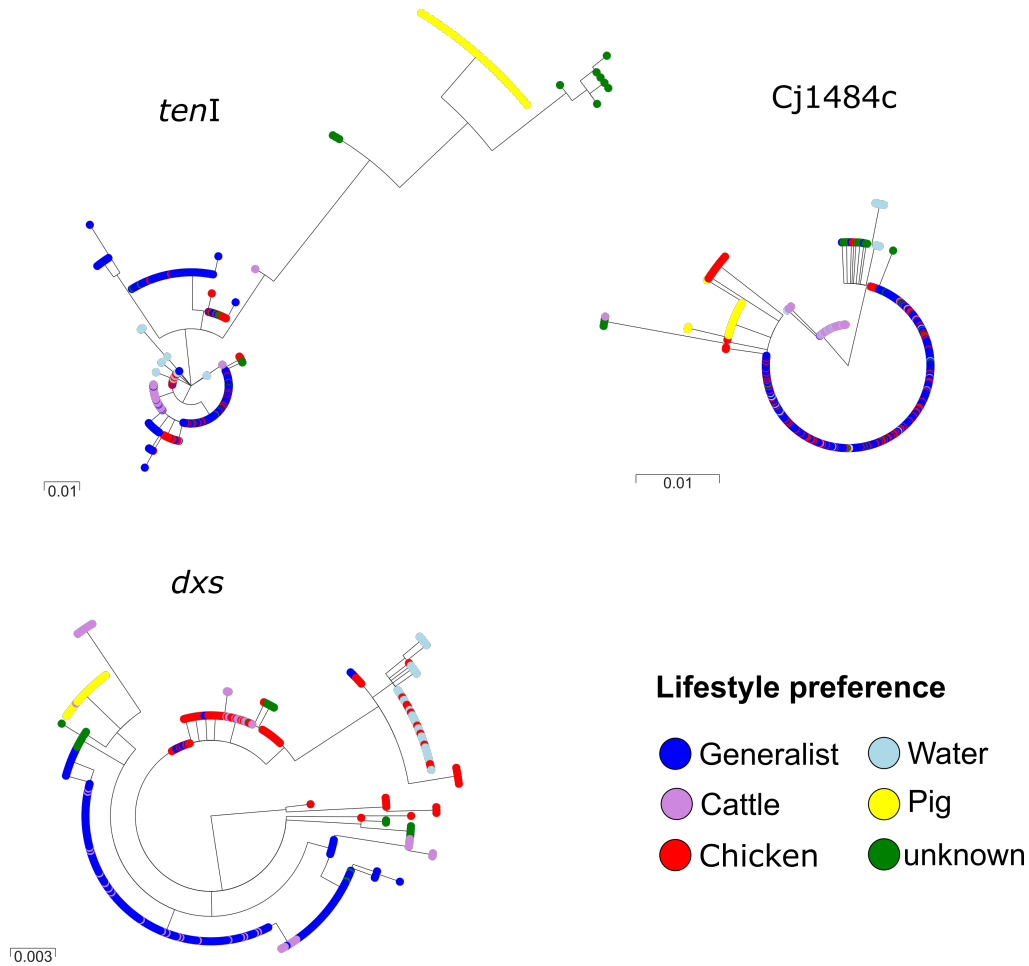 tenI
Cj1484c
0.01
0.01
dxs
Lifestyle preference
Generalist
Water
Cattle
Pig
Chicken
unknown
0.003